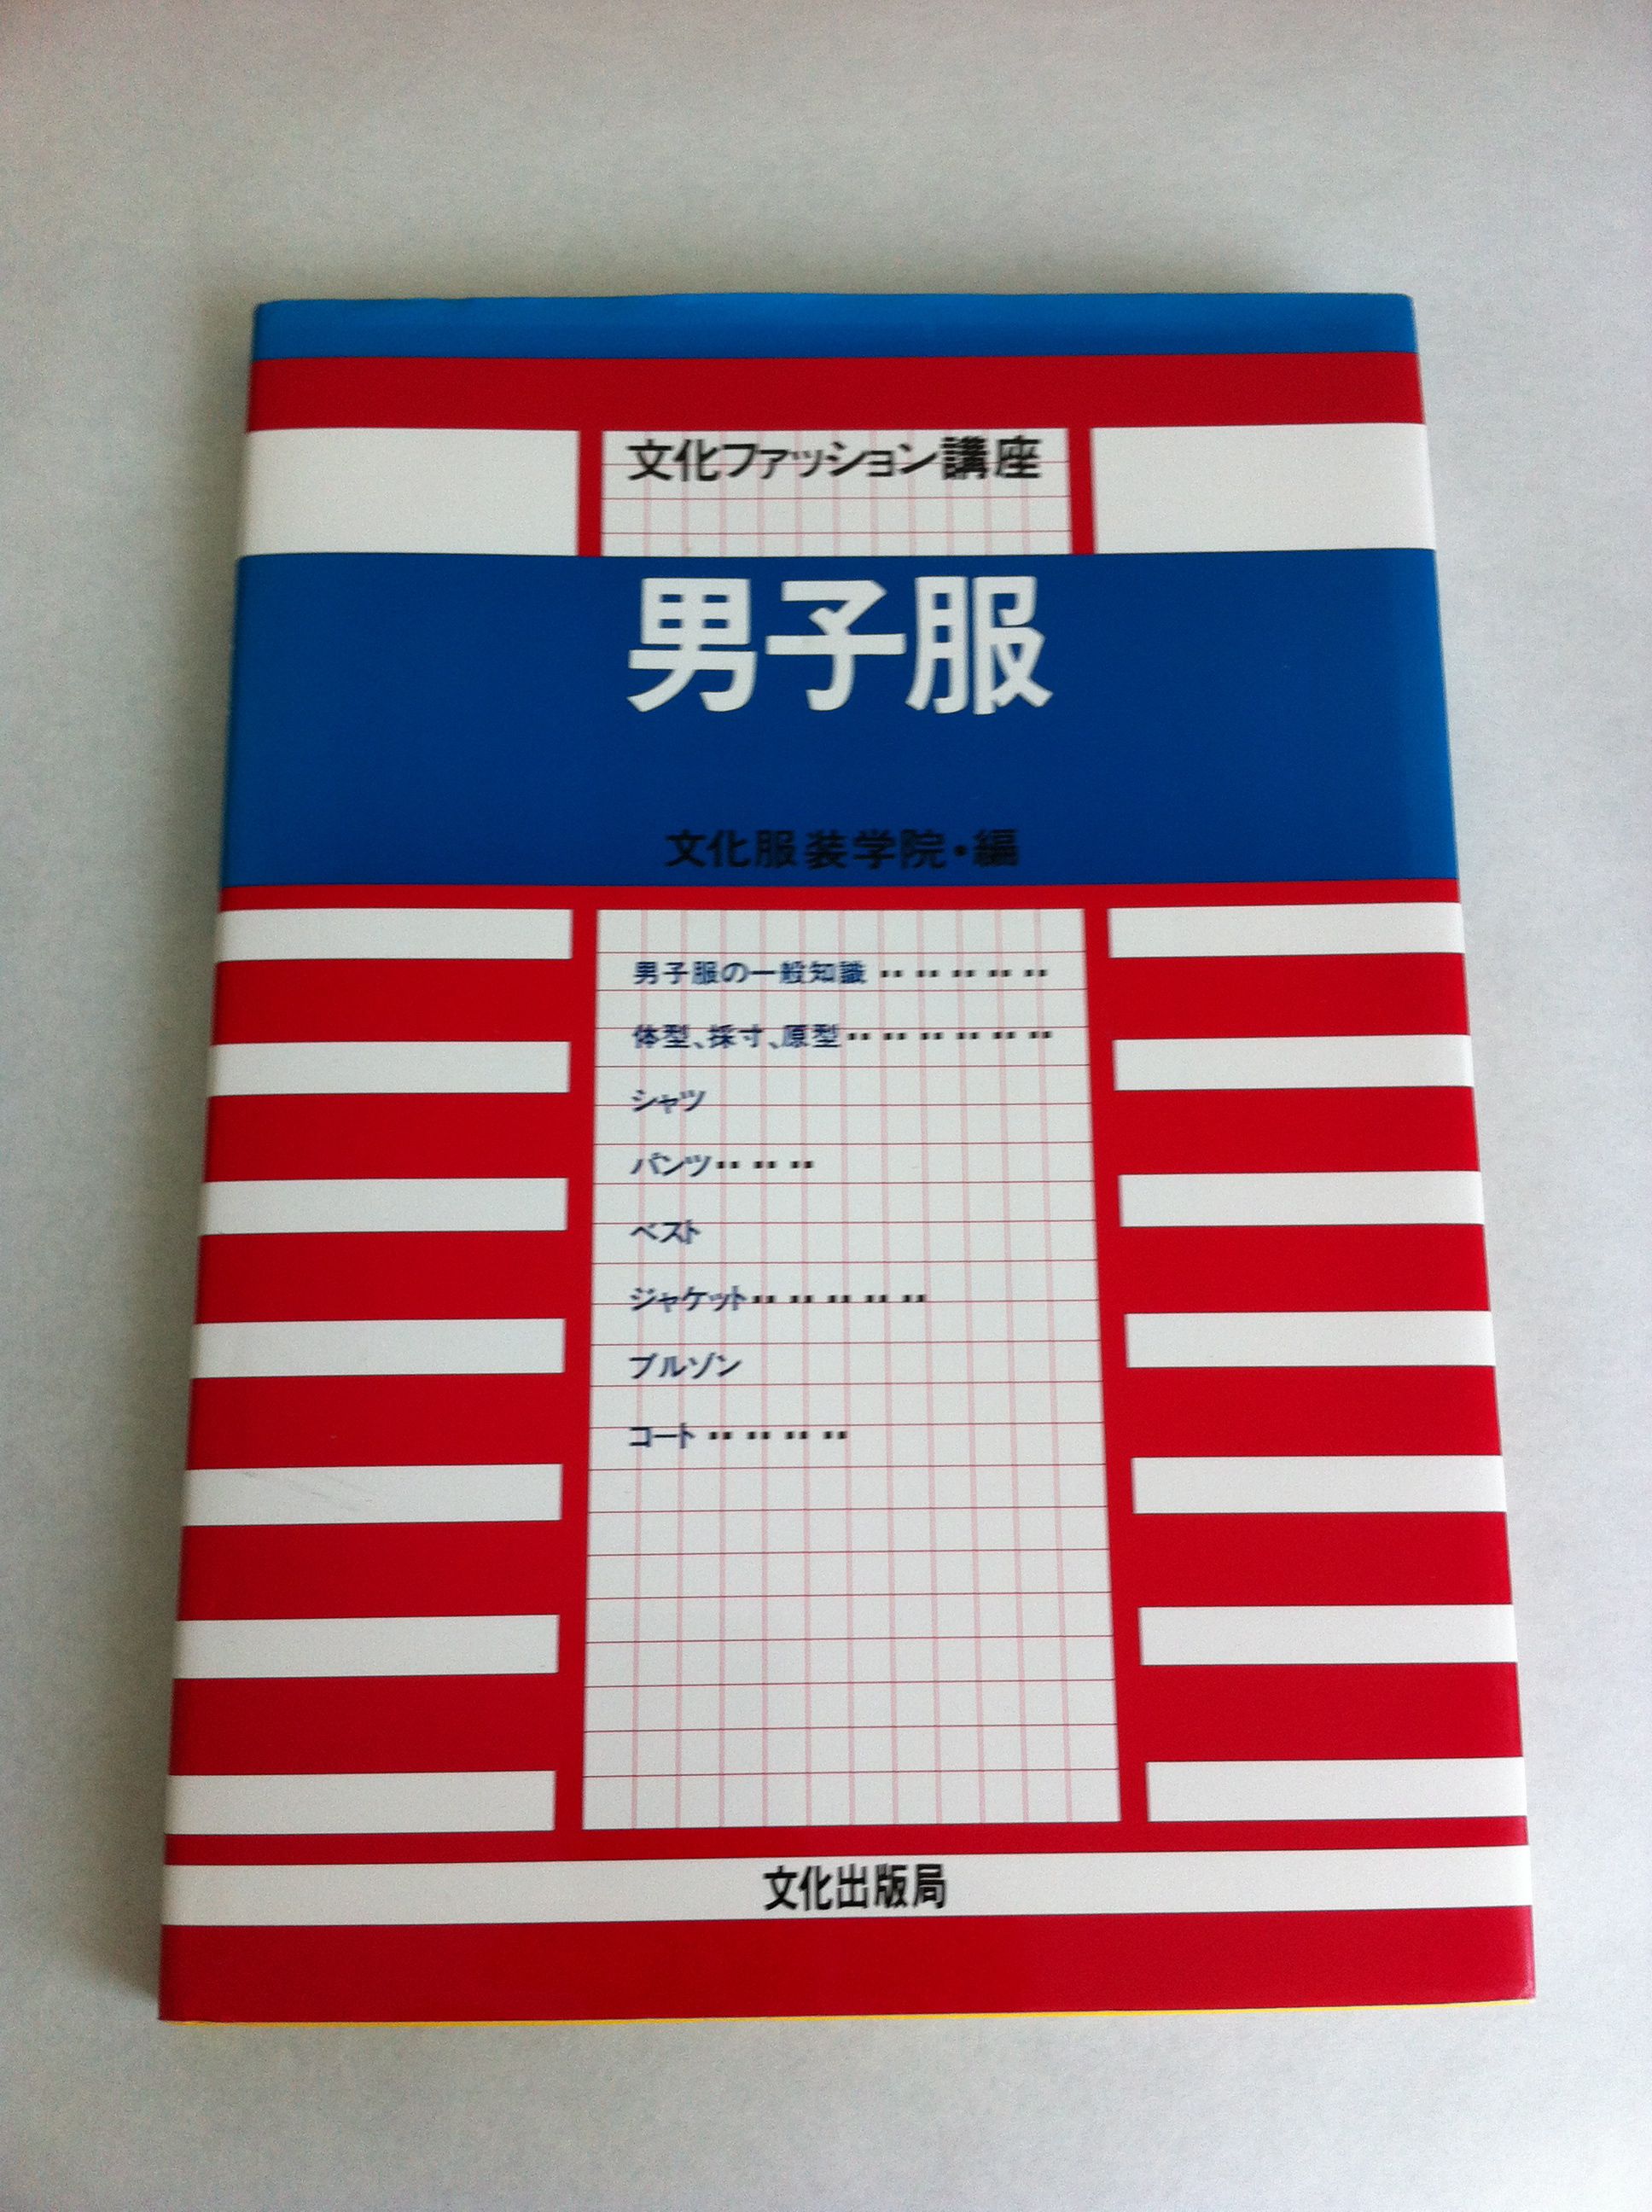 文化ファッション講座
男子服
文化服装学院・編
男子服の一般知識‥‥‥‥‥
体型、採寸、原型‥‥‥‥‥‥
シャツ
パンツ‥‥‥
ベスト
ジャケット‥‥‥‥‥
ブルゾン
コート‥‥‥‥
文化出版局